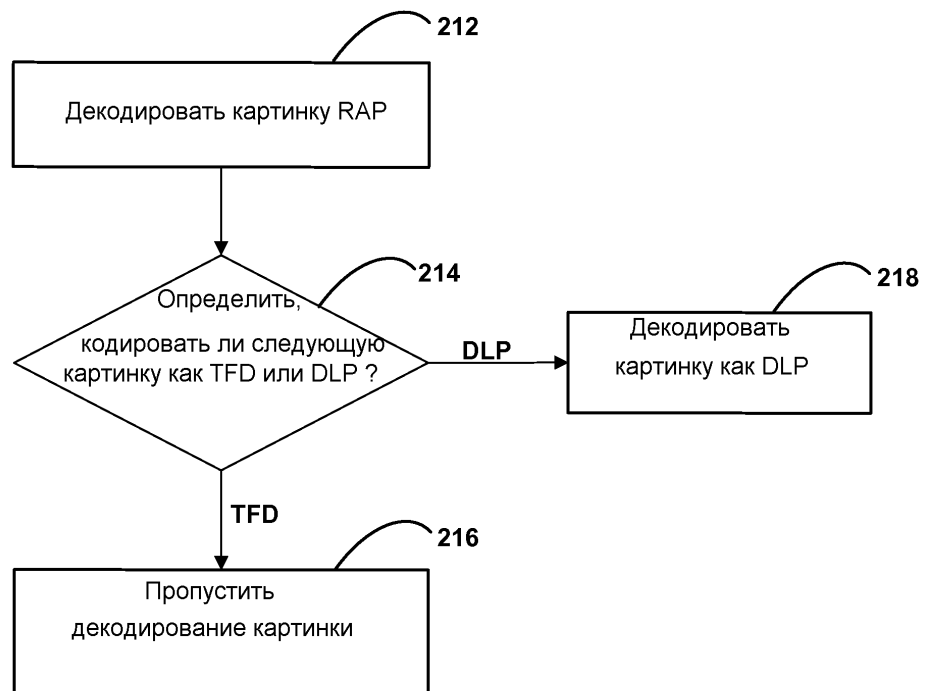 212
Декодировать картинку RAP
214
Определить,
кодировать ли следующую
картинку как TFD или DLP ?
DLP
218
Декодировать
картинку как DLP
TFD
216
Пропустить
декодирование картинки